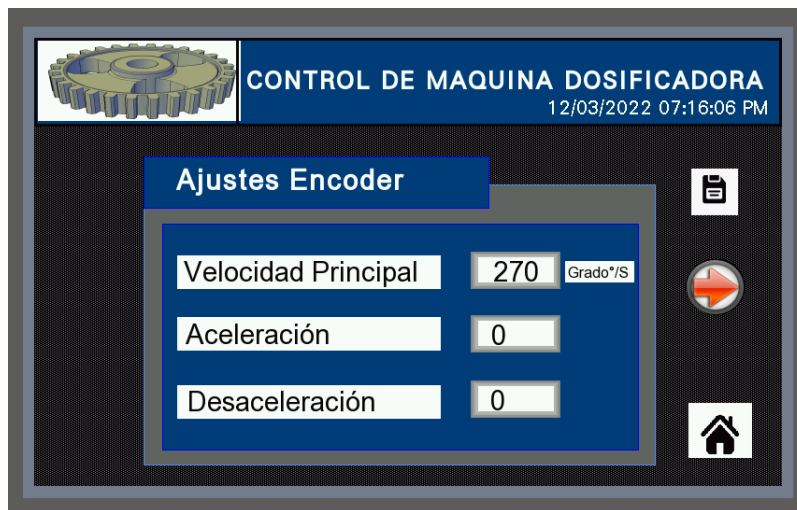 CONTROL DE MAQUINA DOSIFICADORA
12/03/2022 07:16:06 PM
Ajustes Encoder
Velocidad Principal 270 Grado°/S
Aceleración 0
Desaceleración 0